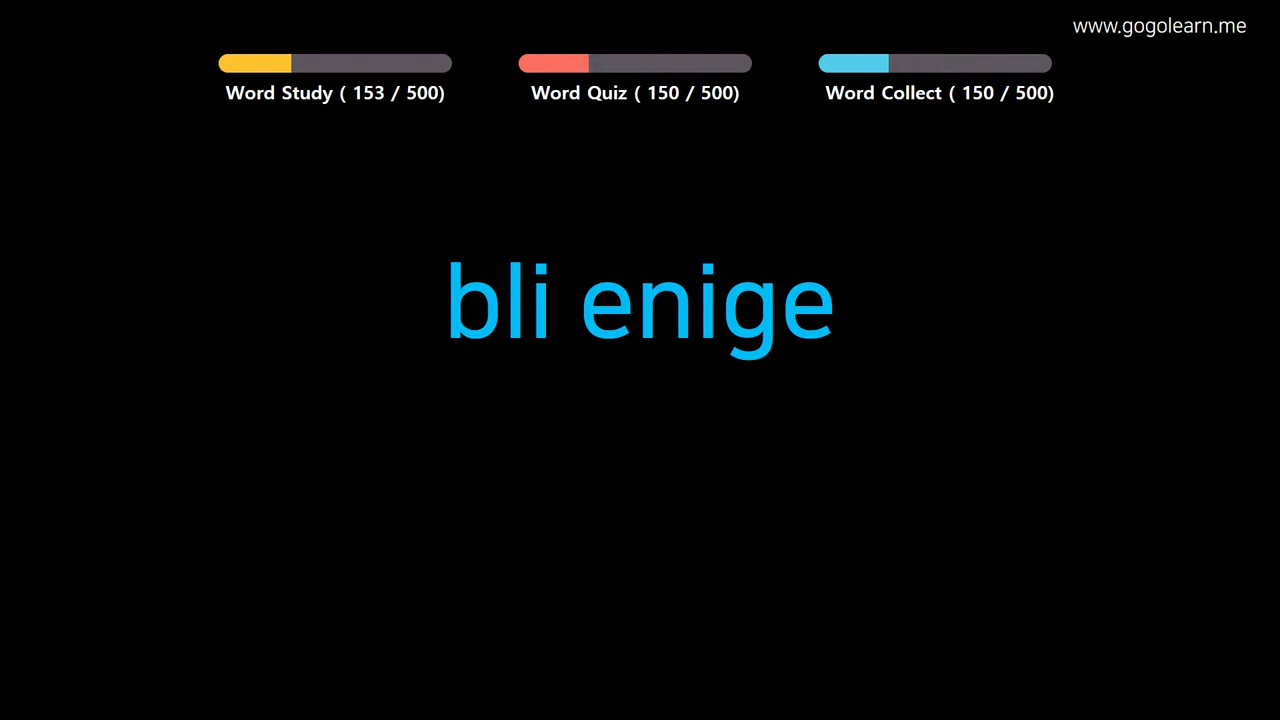 www.gogolearn.me
Word Study ( 153 / 500)
Word Quiz ( 150 / 500)
Word Collect ( 150 / 500)
bli enige